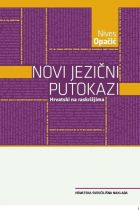 Nives
Opačić
NOVI JEZIČNI
PUTOKAZI
Hrvatski na raskrižjima
HRVATSKA SVEUČILIŠNA NAKLADA